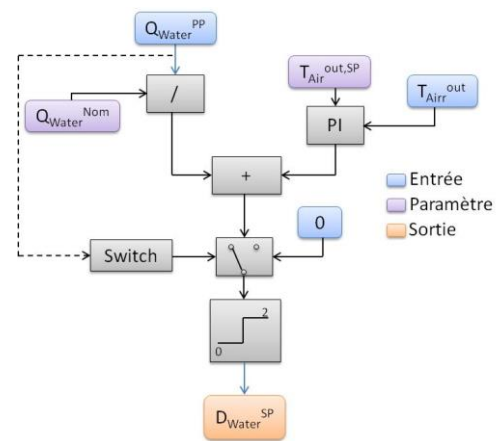 Q_Water^PP
T_Air^out,SP
T_Airr^out
/
Q_Water^Nom
PI
+
Entrée
Paramètre
Sortie
0
Switch
2
0
D_Water^SP